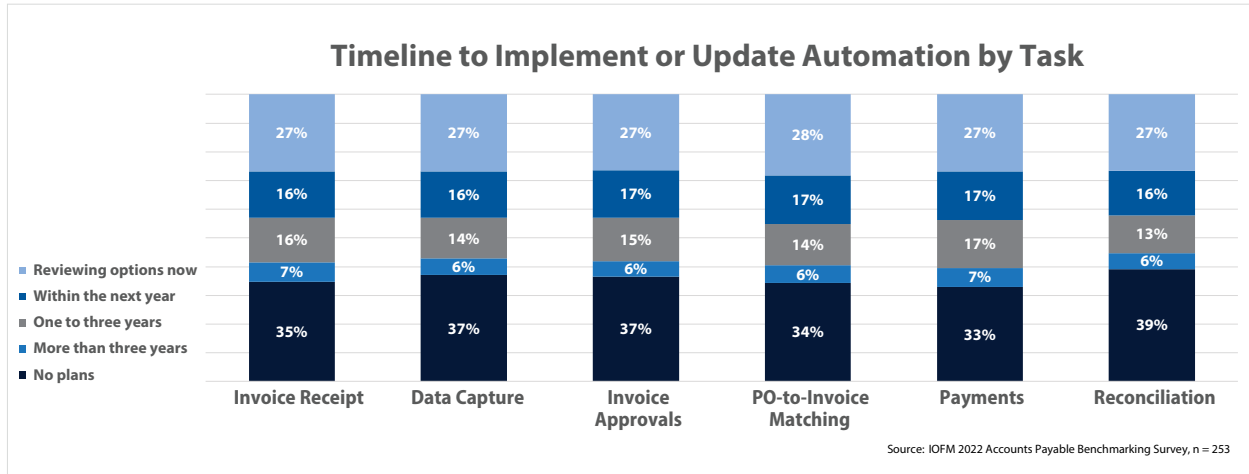 Timeline to Implement or Update Automation by Task
27% 27% 27% 28% 27% 27%
16% 16% 17% 17% 17% 16%
16% 14% 15% 14% 17% 13%
7% 6% 6% 6% 7% 6%
35% 37% 37% 34% 33% 39%
Reviewing options now
Within the next year
One to three years
More than three years
No plans
Invoice Receipt
Data Capture
Invoice
Approvals
PO-to-Invoice
Matching
Payments
Reconciliation
Source: IOFM 2022 Accounts Payable Benchmarking Survey, n = 253